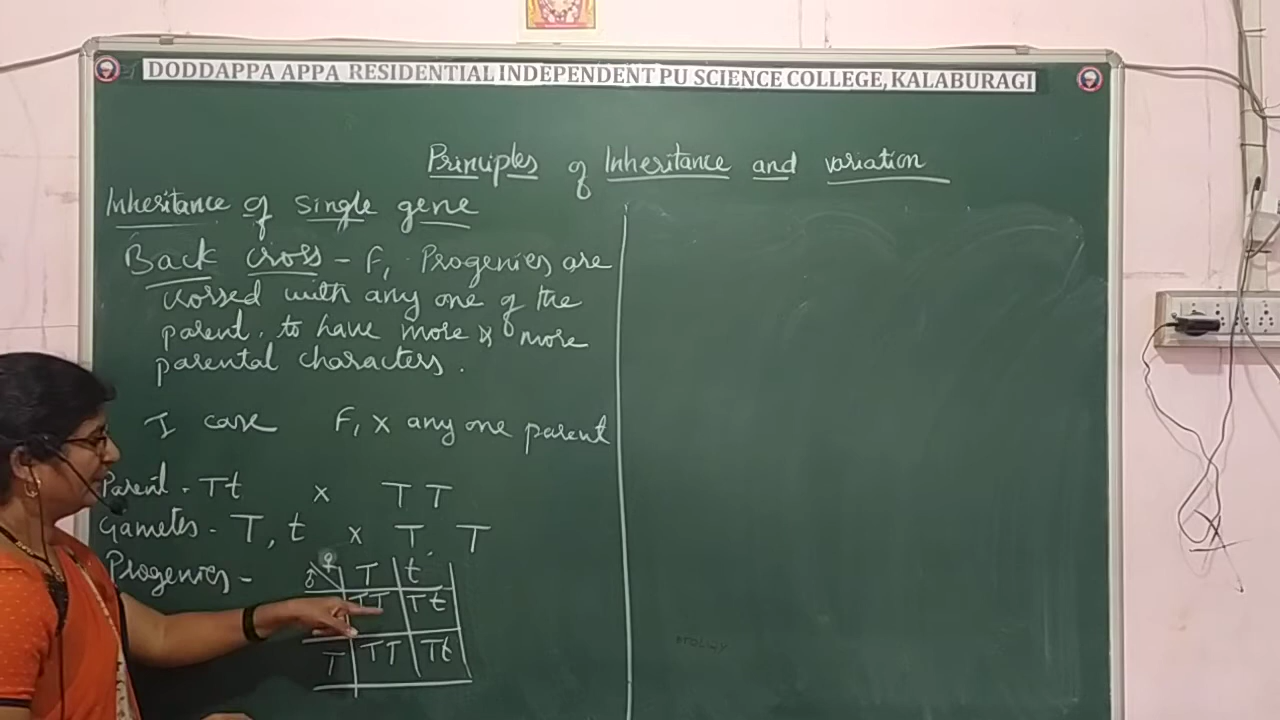 DODDAPPA APPA RESIDENTIAL INDEPENDENT PU SCIENCE COLLEGE, KALABURAGI
Principles of Inheritance and variation
Inheritance of single gene
Back cross - F1 Progenies are
crossed with any one of the
parent. to have more & more
parental characters.
I case F1 x any one parent
Parent - Tt x TT
Gametes - T, t x T, T
Progenies -
♂ ♀ T t
TT Tt
T TT Tt